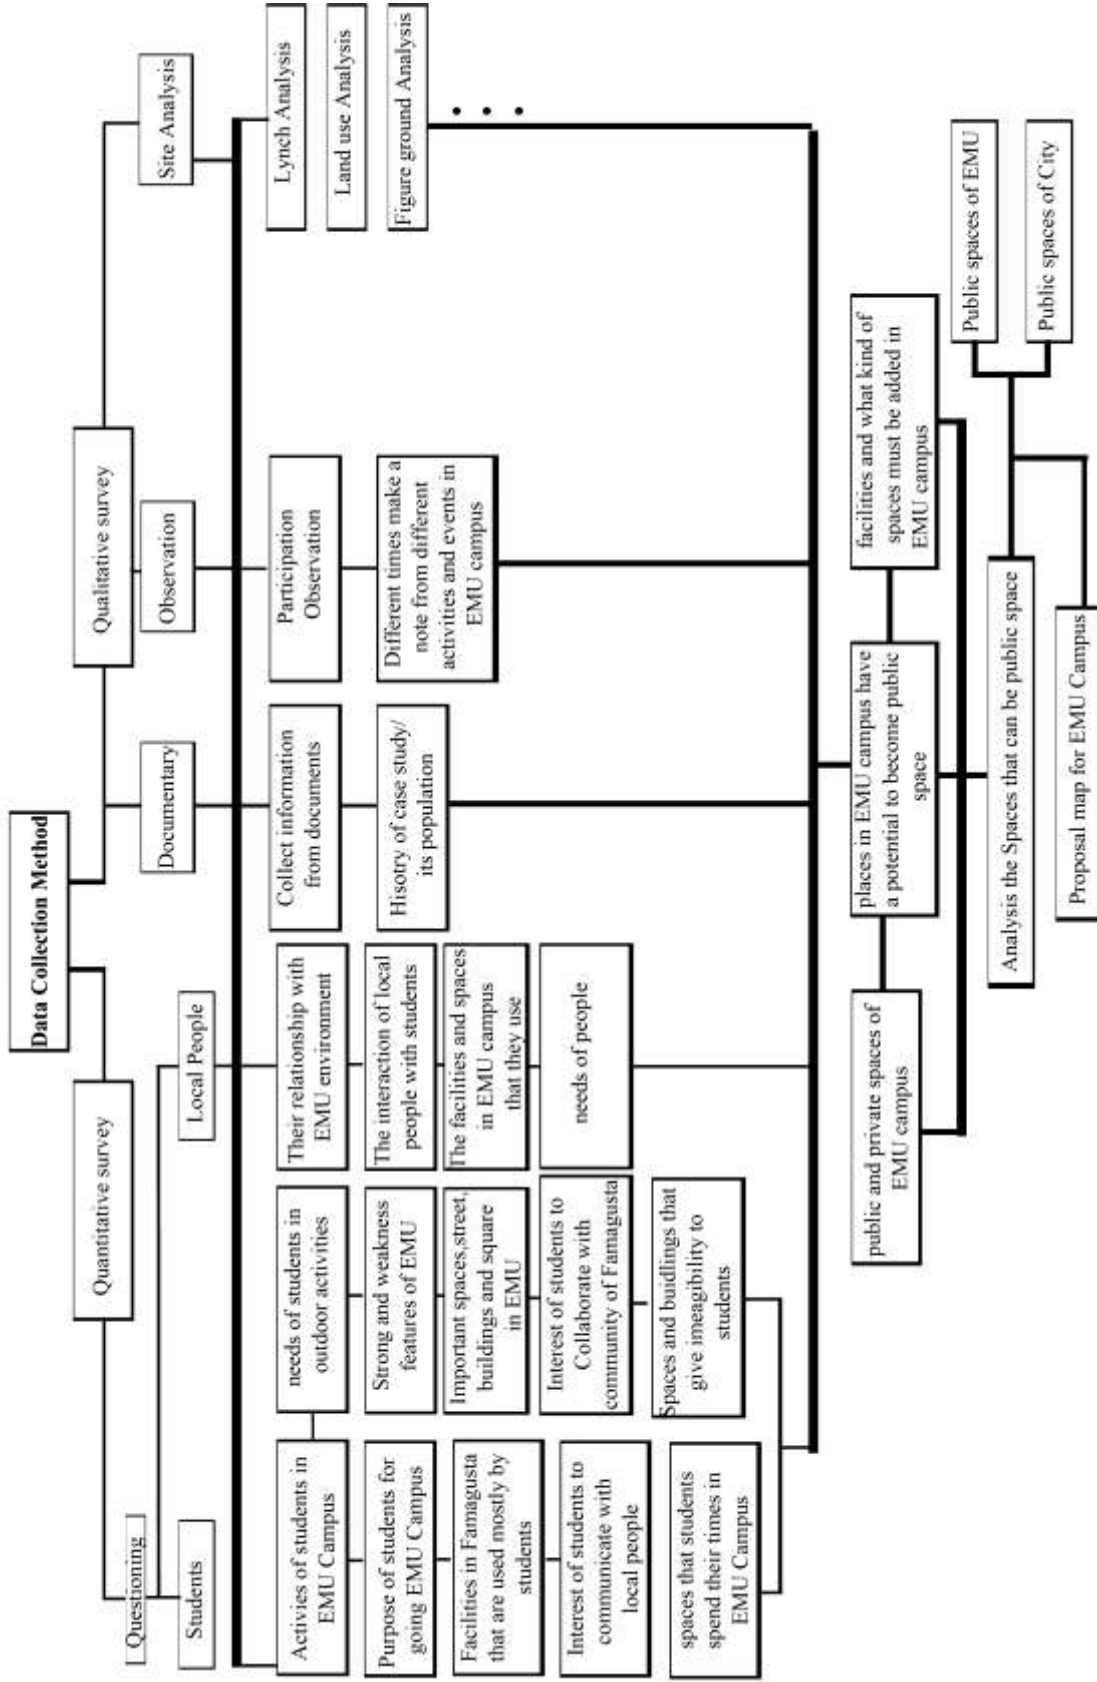 Data Collection Method
Quantitative survey
Qualitative survey
Questioning
Students
Local People
Documentary
Observation
Site Analysis
Activies of students in
EMU Campus
Purpose of students for
going EMU Campus
Facilities in Famagusta
that are used mostly by
students
Interest of students to
communicate with
local people
spaces that students
spend their times in
EMU Campus
needs of students in
outdoor activities
Strong and weakness
features of EMU
Important spaces,street,
buildings and square
in EMU
Interest of students to
Collaborate with
community of Famagusta
Spaces and buidlings that
give imeagibility to
students
Their relationship with
EMU environment
The interaction of local
people with students
The facilities and spaces
in EMU campus
that they use
needs of people
Collect information
from documents
Hisotry of case study/
its population
Participation
Observation
Different times make a
note from different
activities and events in
EMU campus
Lynch Analysis
Land use Analysis
Figure ground Analysis
. . .
public and private spaces of
EMU campus
places in EMU campus have
a potential to become public
space
facilities and what kind of
spaces must be added in
EMU campus
Analysis the Spaces that can be public space
Public spaces of EMU
Public spaces of City
Proposal map for EMU Campus